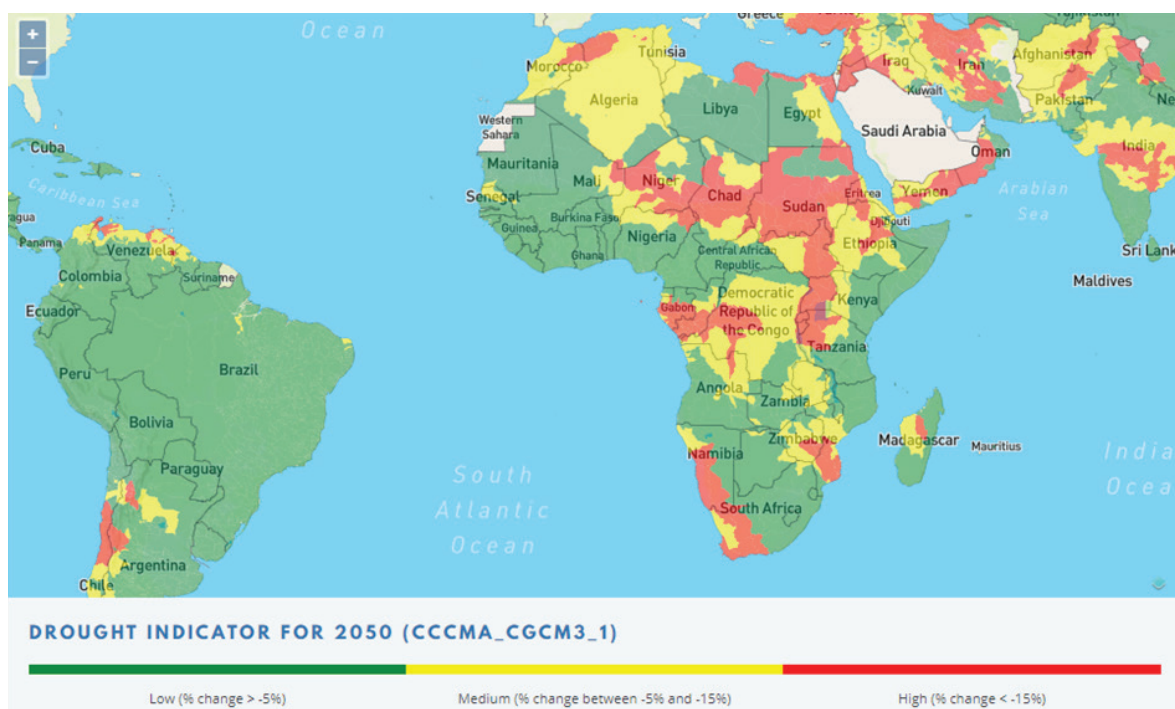 +
−
Ocean
Greece
Tajikistan
Tunisia
Morocco
Afghanistan
Iraq
Iran
Algeria
Libya
Egypt
Kuwait
Pakistan
Western
Sahara
Saudi Arabia
Cuba
India
Oman
Mauritania
Caribbean Sea
Mali
Niger
Chad
Sudan
Eritrea
Yemen
Arabian
Sea
Senegal
Burkina Faso
Djibouti
Guinea
Panama
Venezuela
Nigeria
Ethiopia
Ghana
Central African
Republic
Sri Lank
Colombia
Suriname
Maldives
Ecuador
Gabon
Democratic
Republic of
the Congo
Kenya
Tanzania
Peru
Brazil
Angola
Zambia
Bolivia
Zimbabwe
Madagascar
Mauritius
Namibia
Paraguay
South
Atlantic
Ocean
India
Ocea
South Africa
Argentina
Chile
DROUGHT INDICATOR FOR 2050 (CCCMA_CGCM3_1)
Low (% change > -5%)
Medium (% change between -5% and -15%)
High (% change < -15%)